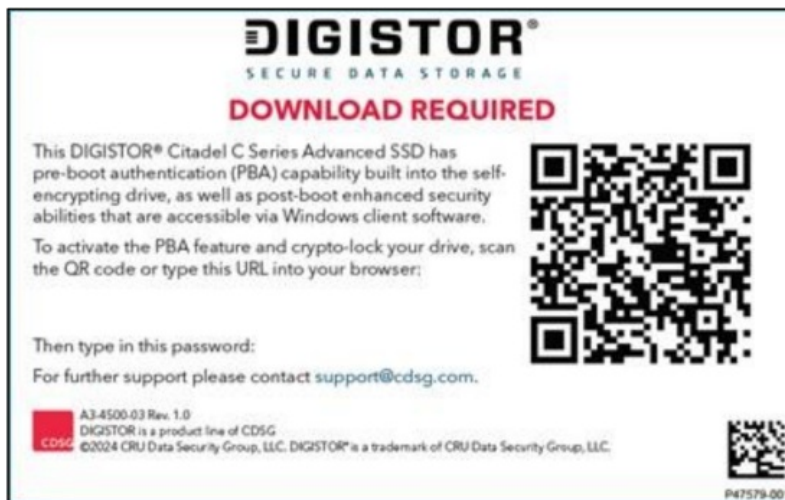 DIGISTOR®
SECURE DATA STORAGE
DOWNLOAD REQUIRED
This DIGISTOR® Citadel C Series Advanced SSD has
pre-boot authentication (PBA) capability built into the self-
encrypting drive, as well as post-boot enhanced security
abilities that are accessible via Windows client software.
To activate the PBA feature and crypto-lock your drive, scan
the QR code or type this URL into your browser:
Then type in this password:
For further support please contact support@cdsg.com.
A3-4500-03 Rev. 1.0
DIGISTOR is a product line of CDSG
CDSG
©2024 CRU Data Security Group, LLC. DIGISTOR® is a trademark of CRU Data Security Group, LLC.
P47579-001